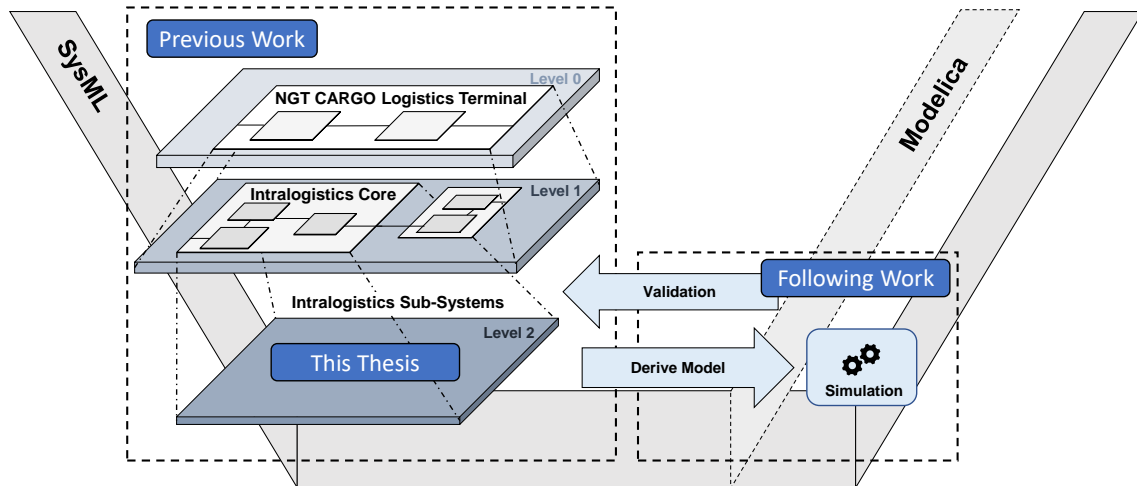 Previous Work
SysML
Level 0
NGT CARGO Logistics Terminal
Modelica
Level 1
Intralogistics Core
Following Work
Validation
Intralogistics Sub-Systems
Level 2
This Thesis
Derive Model
Simulation